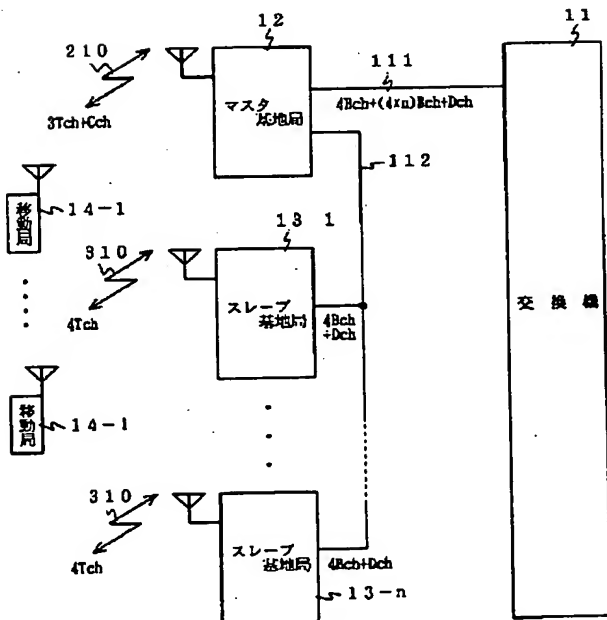 12
11
210
111
マスタ
基地局
4Bch+(4×n)Bch+Dch
3Tch+Cch
112
移動局
14-1
13 1
310
スレーブ
基地局
4Bch
+Dch
4Tch
交換機
移動局
14-1
310
スレーブ
基地局
4Bch+Dch
4Tch
13-n